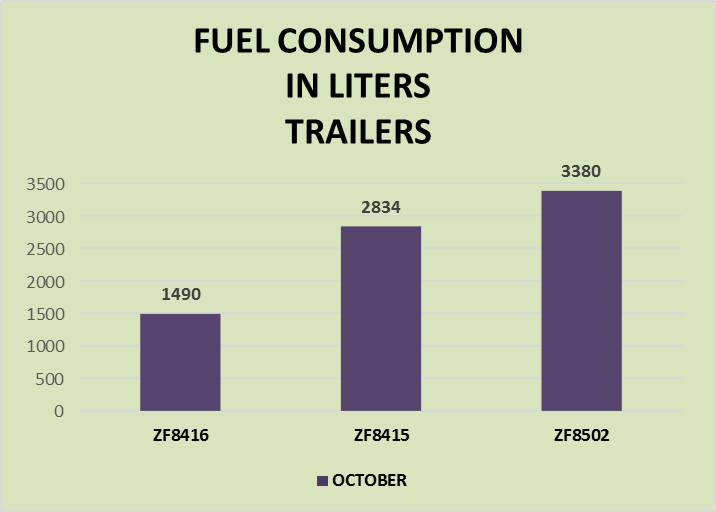 FUEL CONSUMPTION
IN LITERS
TRAILERS
3500
3000
2500
2000
1500
1000
500
0
1490
2834
3380
ZF8416
ZF8415
ZF8502
OCTOBER